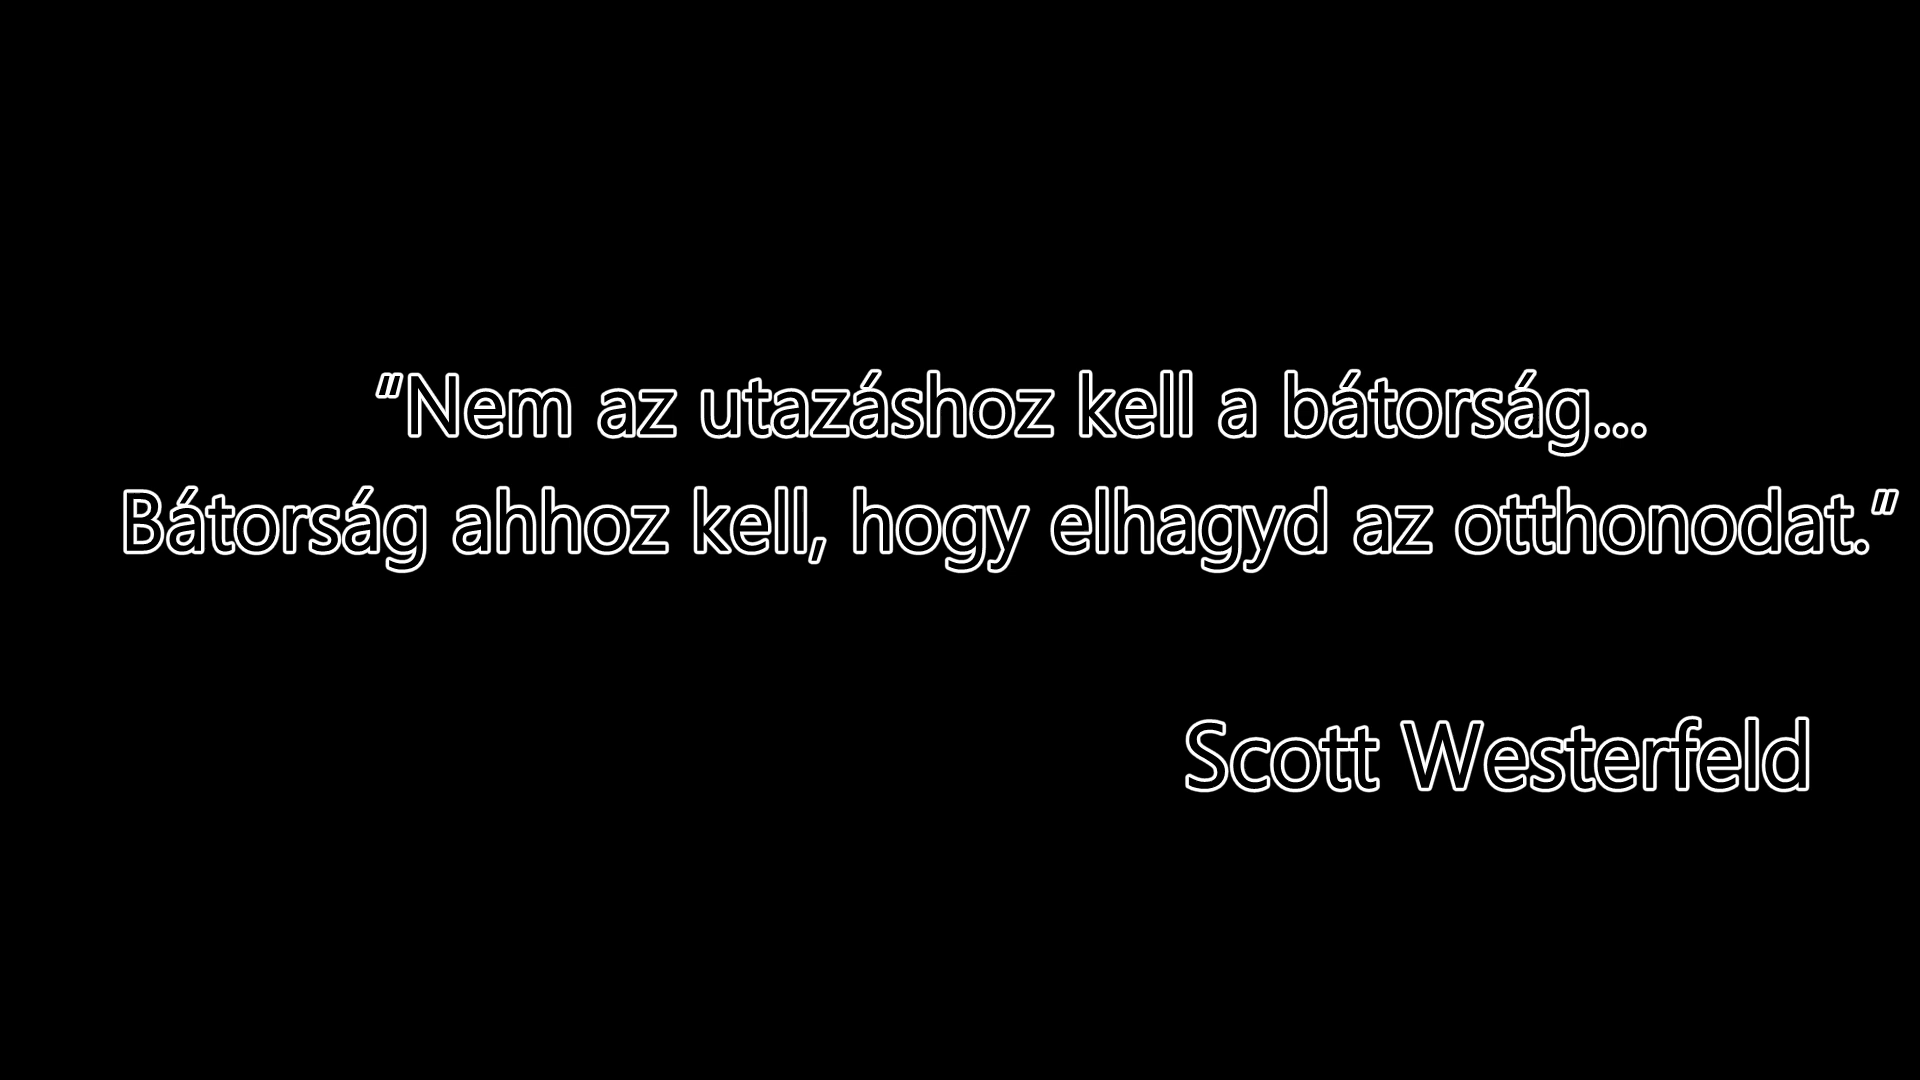 "Nem az utazáshoz kell a bátorság...
Bátorság ahhoz kell, hogy elhagyd az otthonodat."
Scott Westerfeld